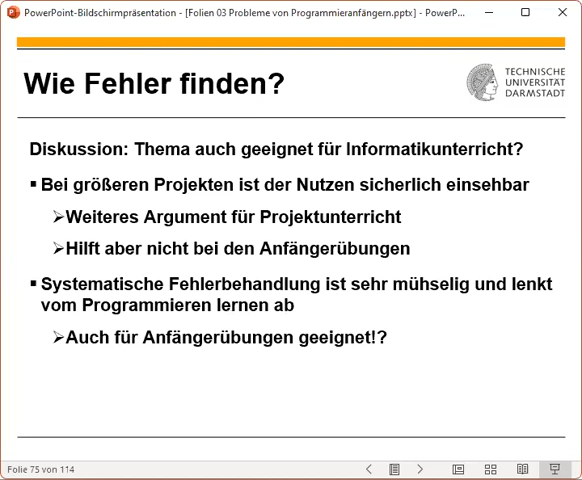 PowerPoint-Bildschirmpräsentation - [Folien 03 Probleme von Programmieranfängern.pptx] - PowerP...
Wie Fehler finden?
TECHNISCHE
UNIVERSITÄT
DARMSTADT
Diskussion: Thema auch geeignet für Informatikunterricht?
▪ Bei größeren Projekten ist der Nutzen sicherlich einsehbar
➢Weiteres Argument für Projektunterricht
➢Hilft aber nicht bei den Anfängerübungen
▪ Systematische Fehlerbehandlung ist sehr mühselig und lenkt
vom Programmieren lernen ab
➢Auch für Anfängerübungen geeignet!?
Folie 75 von 114